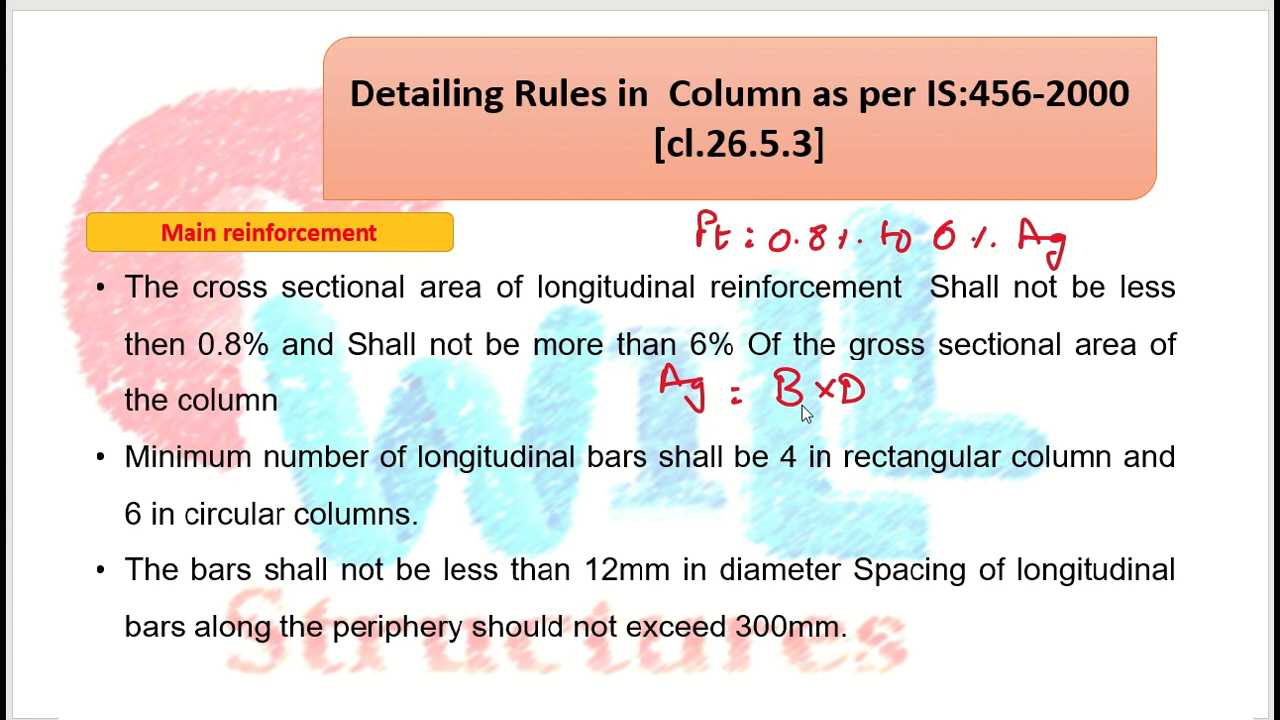 Detailing Rules in Column as per IS:456-2000
[cl.26.5.3]
Main reinforcement
Pt : 0.8%. to 6 %. Ag
• The cross sectional area of longitudinal reinforcement Shall not be less
then 0.8% and Shall not be more than 6% Of the gross sectional area of
the column
Ag = B×D
• Minimum number of longitudinal bars shall be 4 in rectangular column and
6 in circular columns.
• The bars shall not be less than 12mm in diameter Spacing of longitudinal
bars along the periphery should not exceed 300mm.
CWILL
Structures